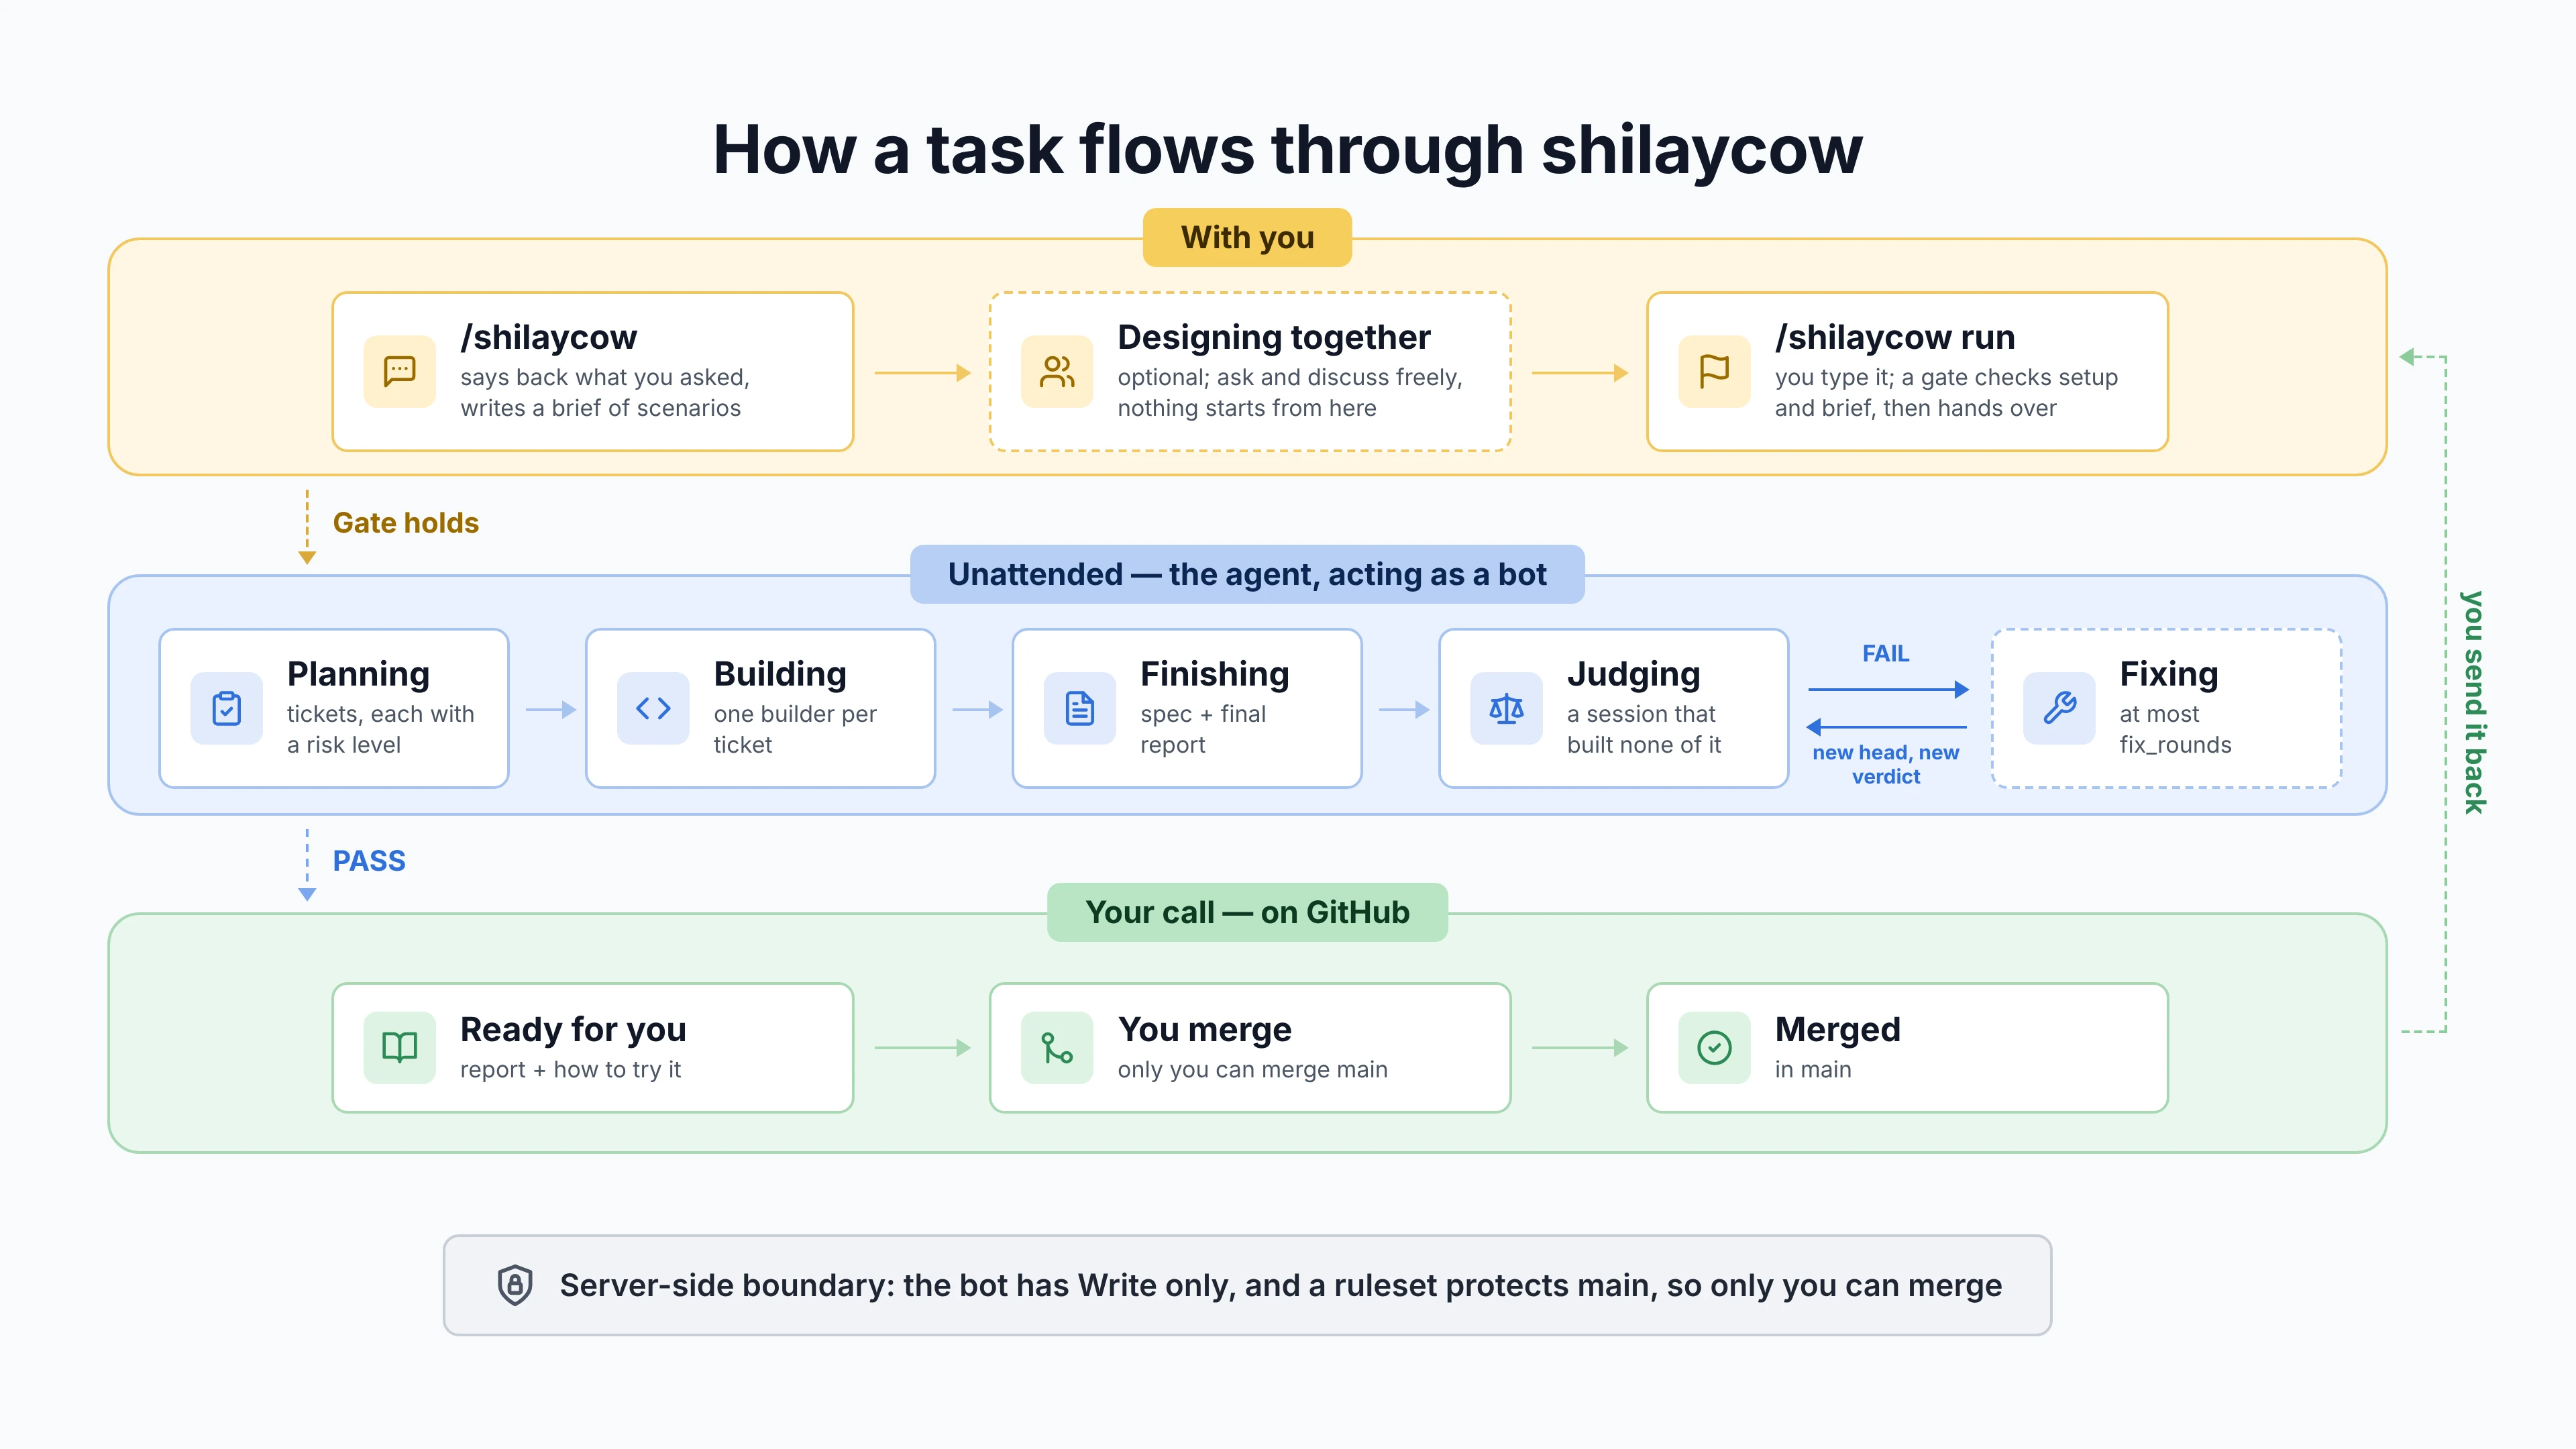 How a task flows through shilaycow
With you
/shilaycow
says back what you asked,
writes a brief of scenarios
Designing together
optional; ask and discuss freely,
nothing starts from here
/shilaycow run
you type it; a gate checks setup
and brief, then hands over
Gate holds
Unattended — the agent, acting as a bot
Planning
tickets, each with
a risk level
Building
one builder per
ticket
Finishing
spec + final
report
Judging
a session that
built none of it
FAIL
new head, new
verdict
Fixing
at most
fix_rounds
you send it back
PASS
Your call — on GitHub
Ready for you
report + how to try it
You merge
only you can merge main
Merged
in main
Server-side boundary: the bot has Write only, and a ruleset protects main, so only you can merge